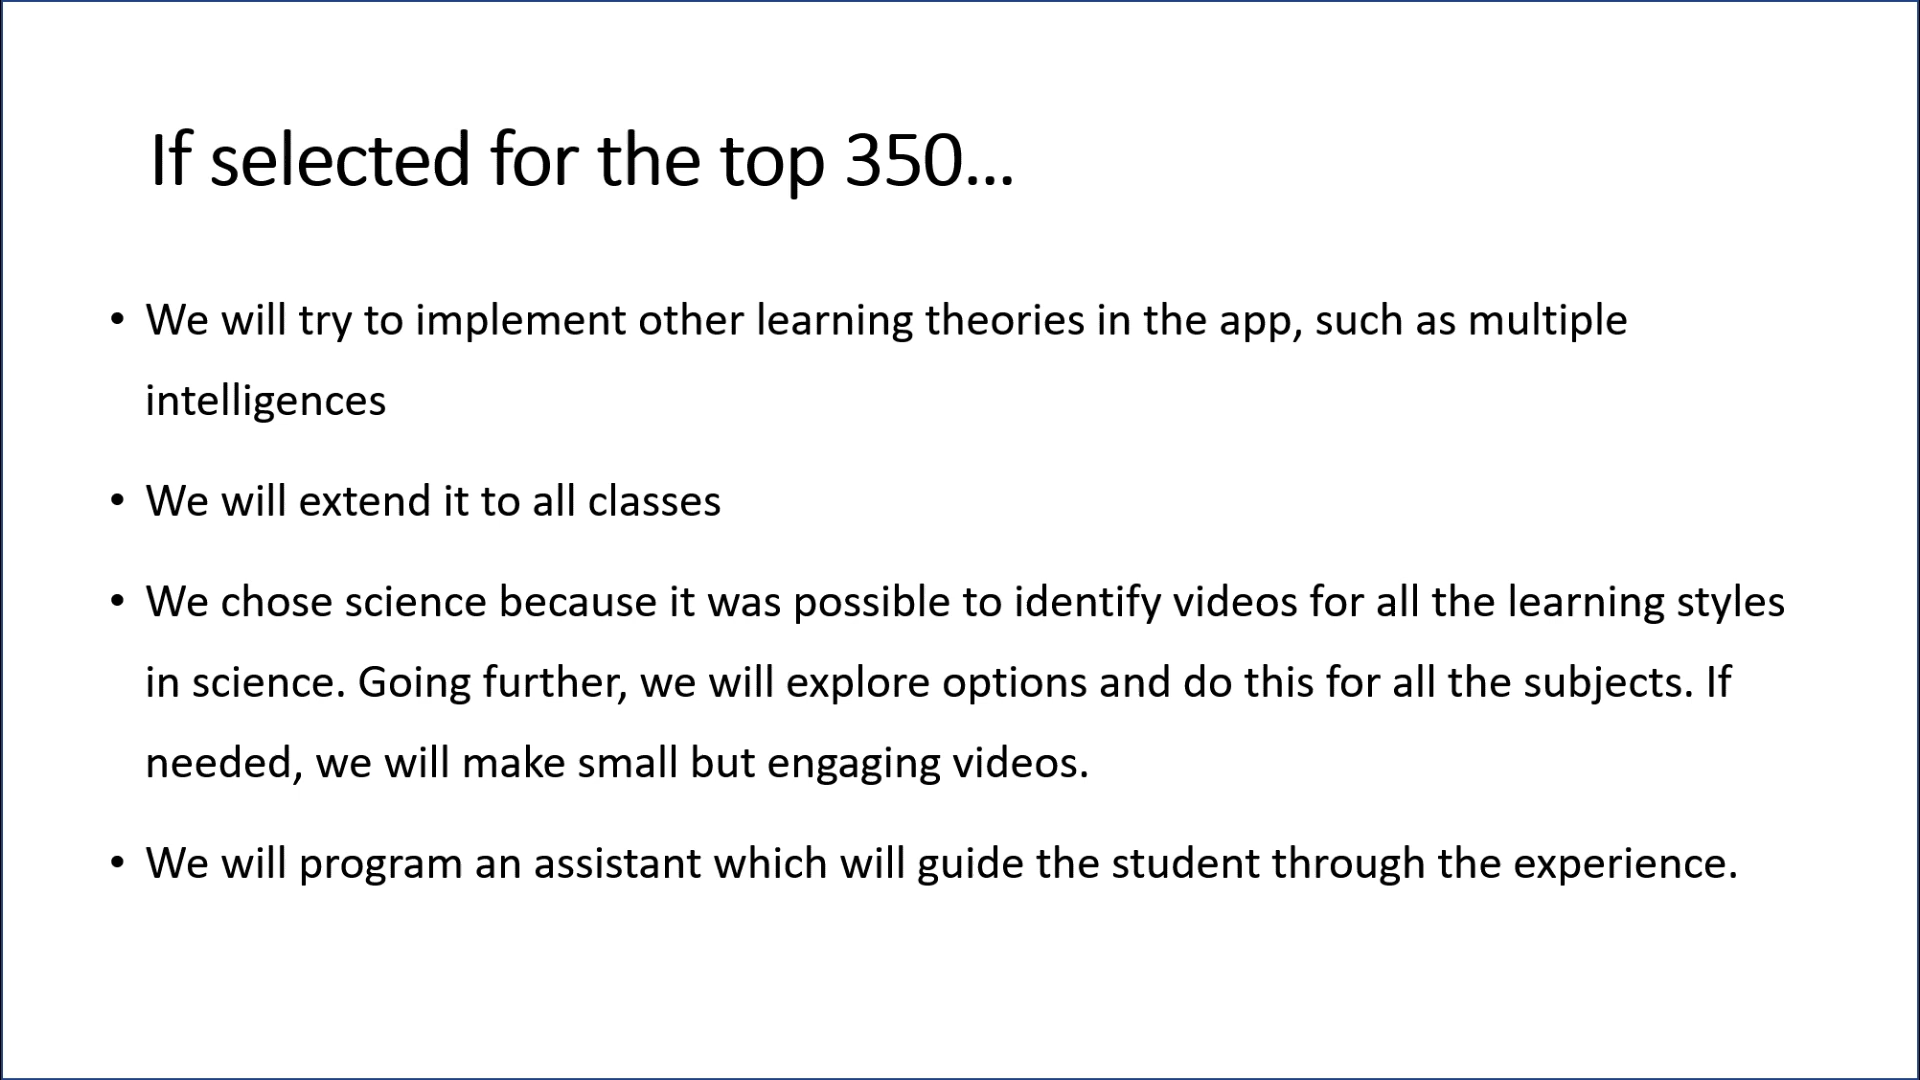 If selected for the top 350...
• We will try to implement other learning theories in the app, such as multiple
intelligences
• We will extend it to all classes
• We chose science because it was possible to identify videos for all the learning styles
in science. Going further, we will explore options and do this for all the subjects. If
needed, we will make small but engaging videos.
• We will program an assistant which will guide the student through the experience.